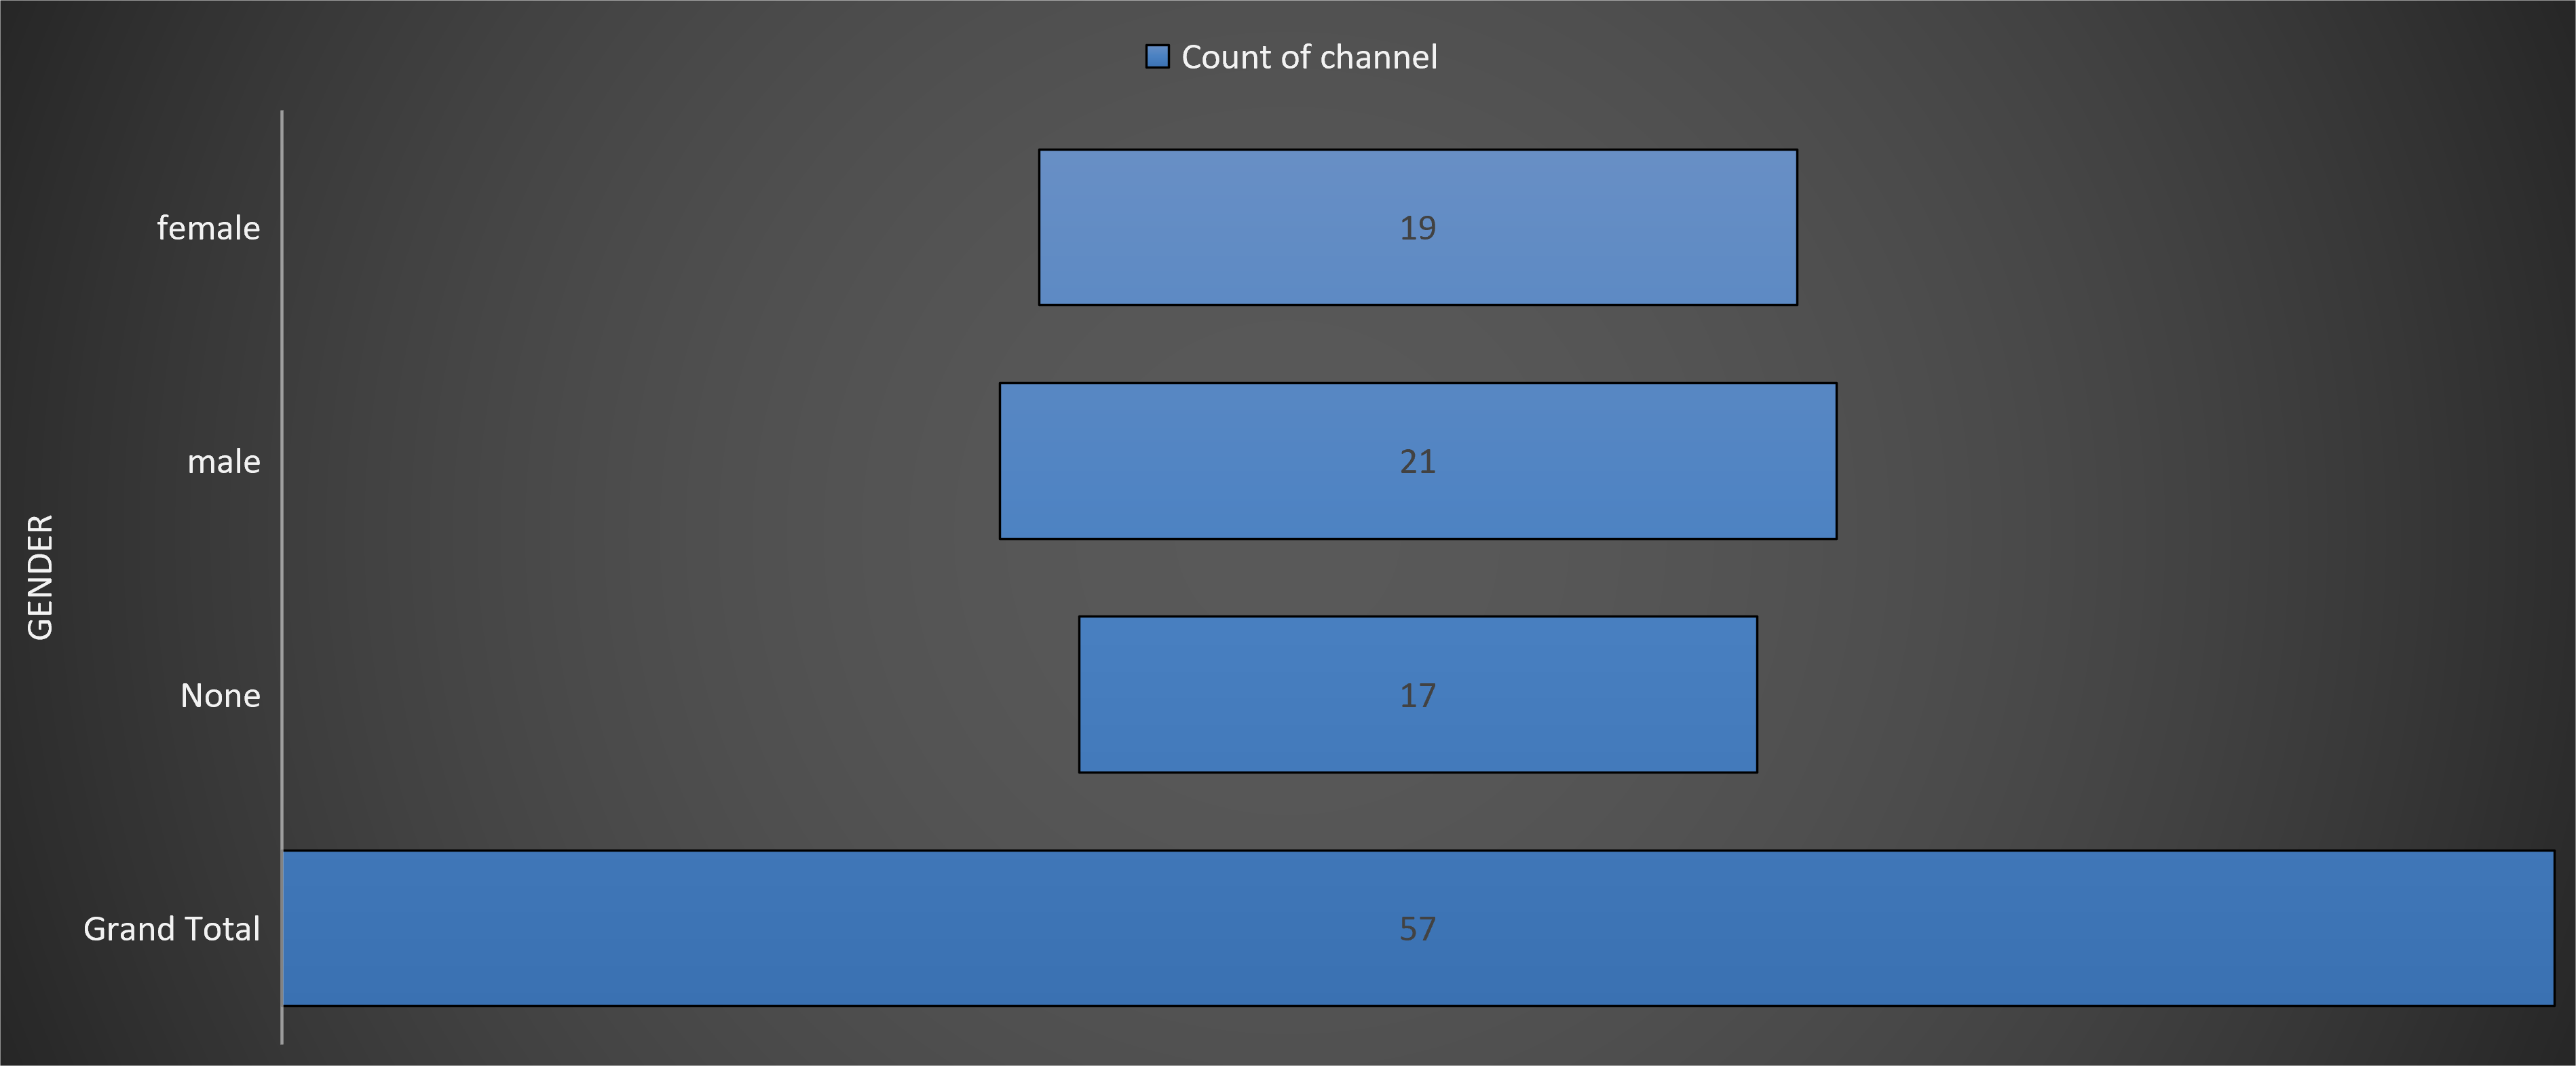 Count of channel
GENDER
female
19
male
21
None
17
Grand Total
57